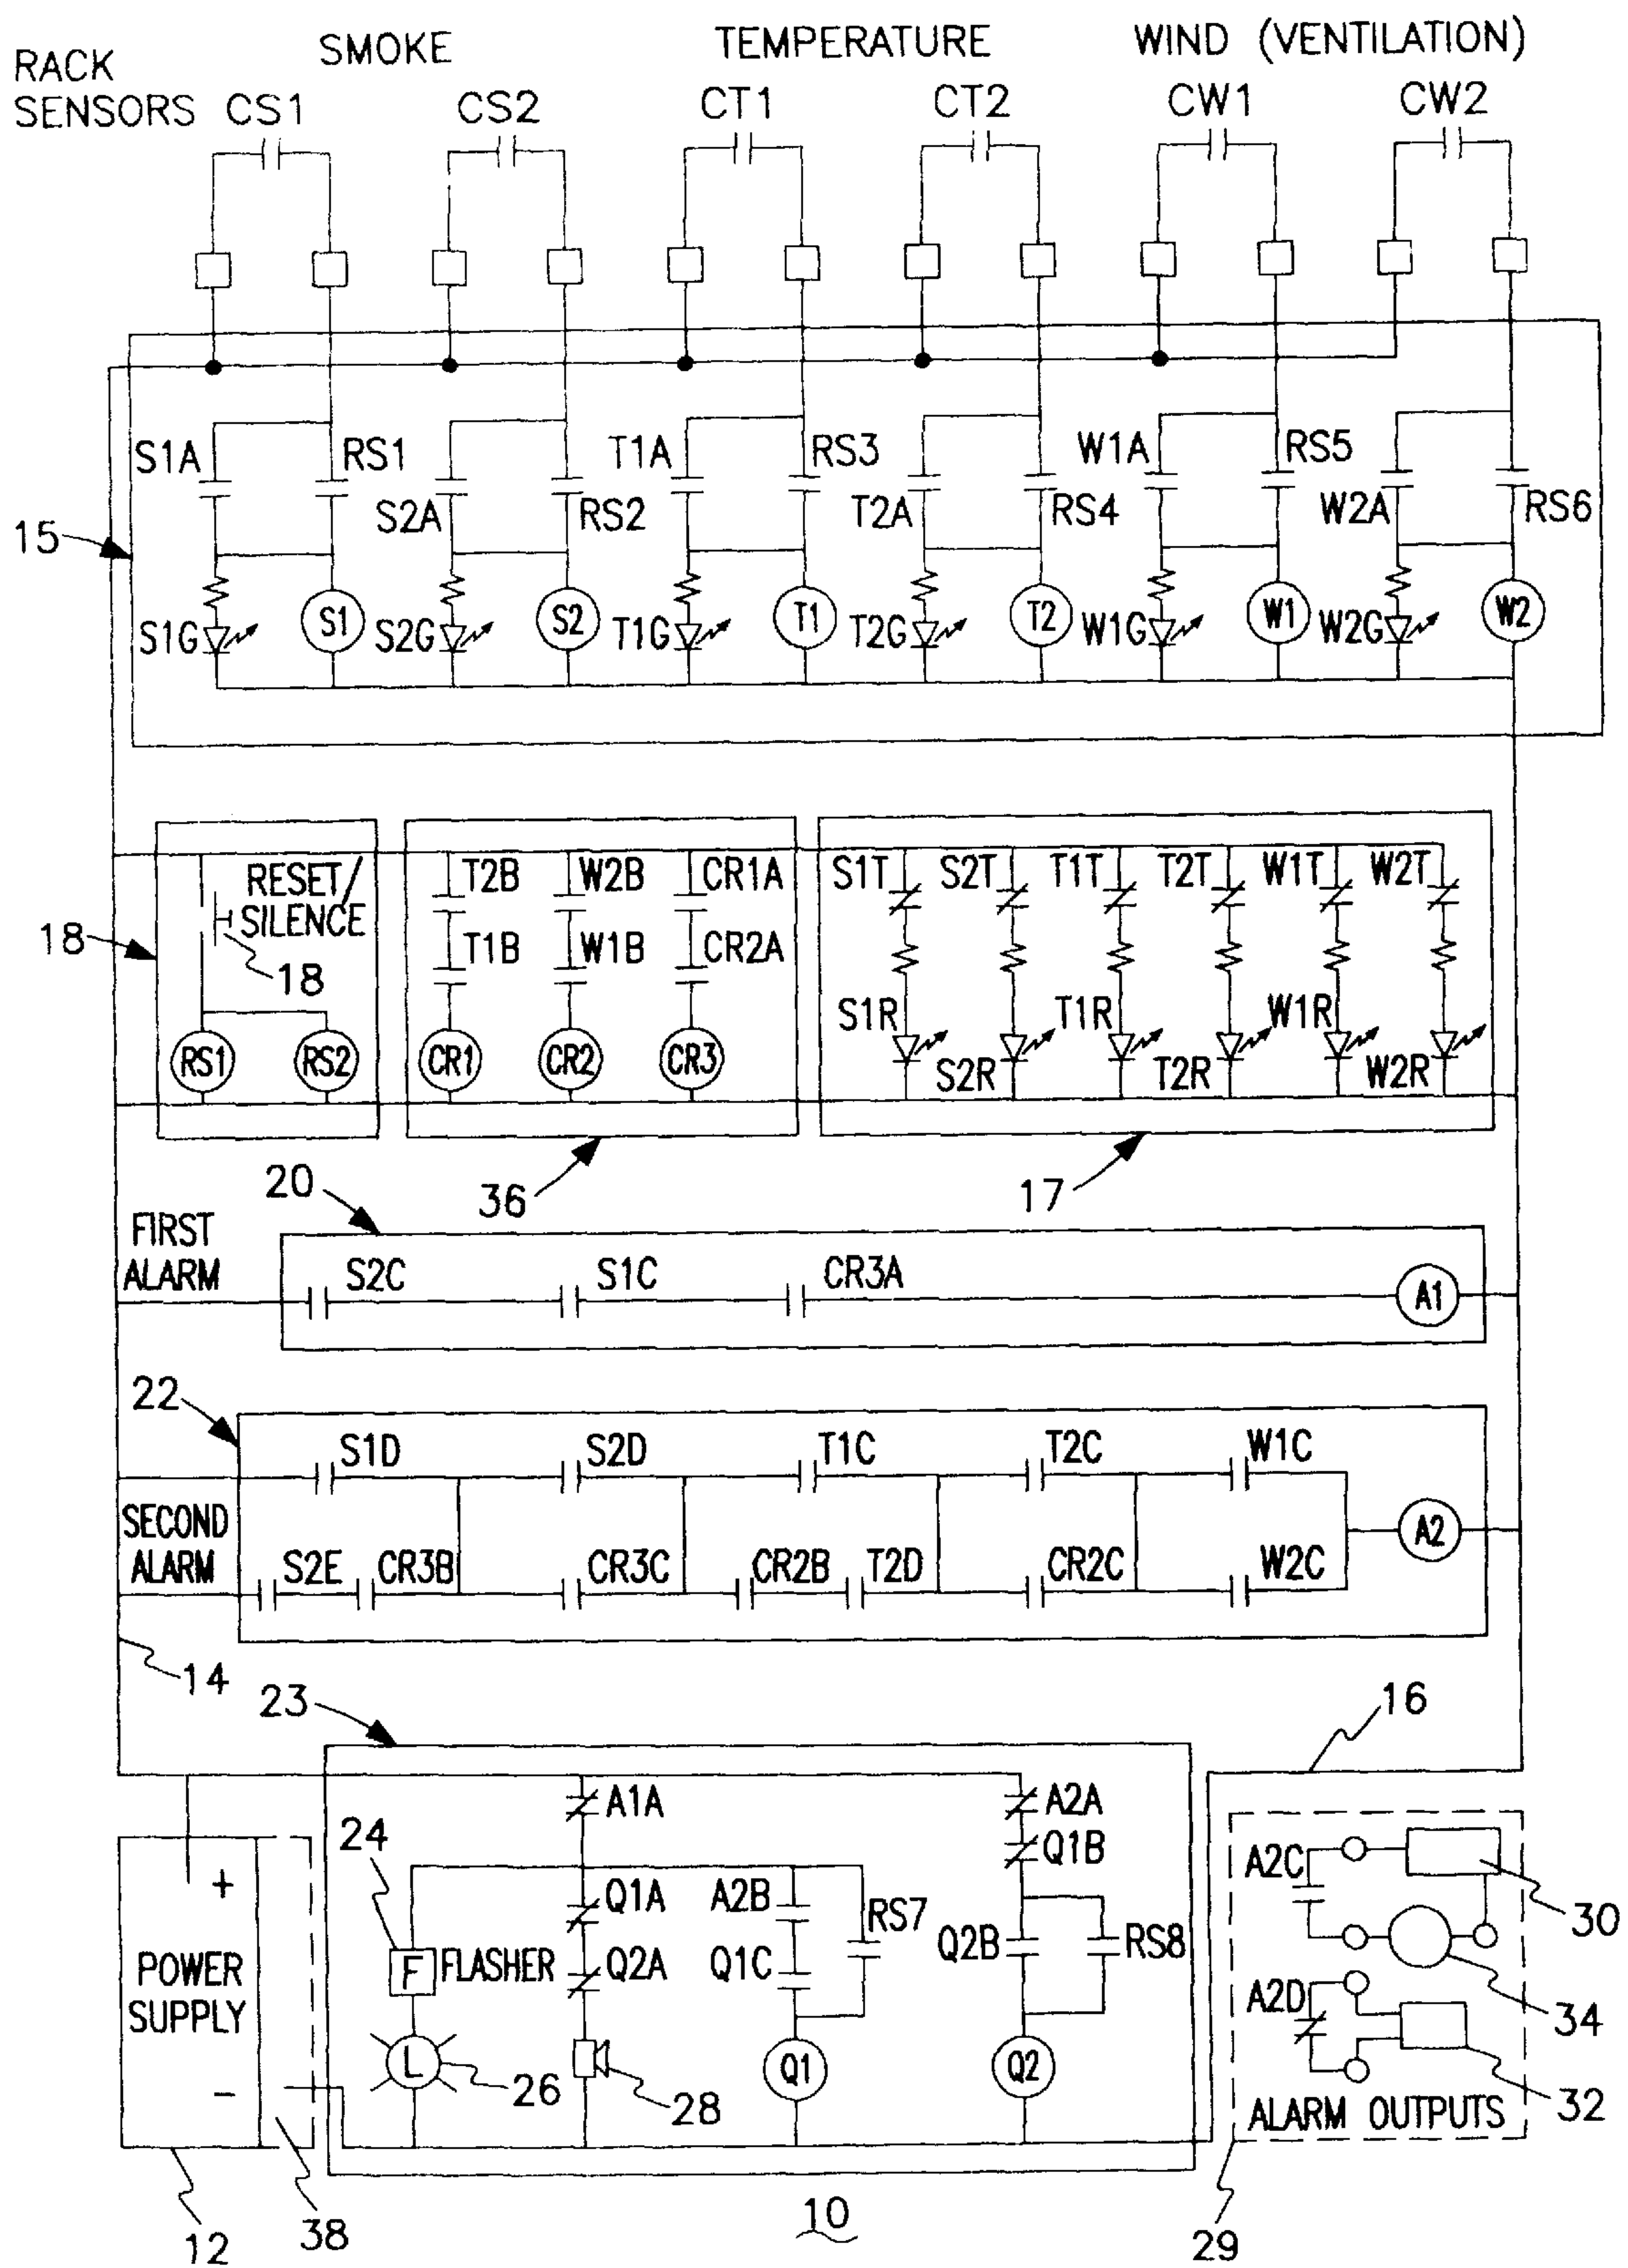 RACK
SENSORS
SMOKE
TEMPERATURE
WIND (VENTILATION)
CS1
CS2
CT1
CT2
CW1
CW2
S1A
RS1
S2A
RS2
T1A
RS3
T2A
RS4
W1A
RS5
W2A
RS6
15
S1G
S1
S2G
S2
T1G
T1
T2G
T2
W1G
W1
W2G
W2
RESET/
SILENCE
18
18
RS1
RS2
T2B
W2B
CR1A
T1B
W1B
CR2A
CR1
CR2
CR3
S1T
S2T
T1T
T2T
W1T
W2T
S1R
S2R
T1R
T2R
W1R
W2R
20
36
17
FIRST
ALARM
S2C
S1C
CR3A
A1
22
S1D
S2D
T1C
T2C
W1C
SECOND
ALARM
S2E
CR3B
CR3C
CR2B
T2D
CR2C
W2C
A2
14
23
16
A1A
A2A
24
Q1B
A2C
+
Q1A
A2B
RS7
30
POWER
SUPPLY
F
FLASHER
Q2A
Q1C
Q2B
RS8
A2D
34
L
26
28
Q1
Q2
32
-
ALARM OUTPUTS
12
38
10
29